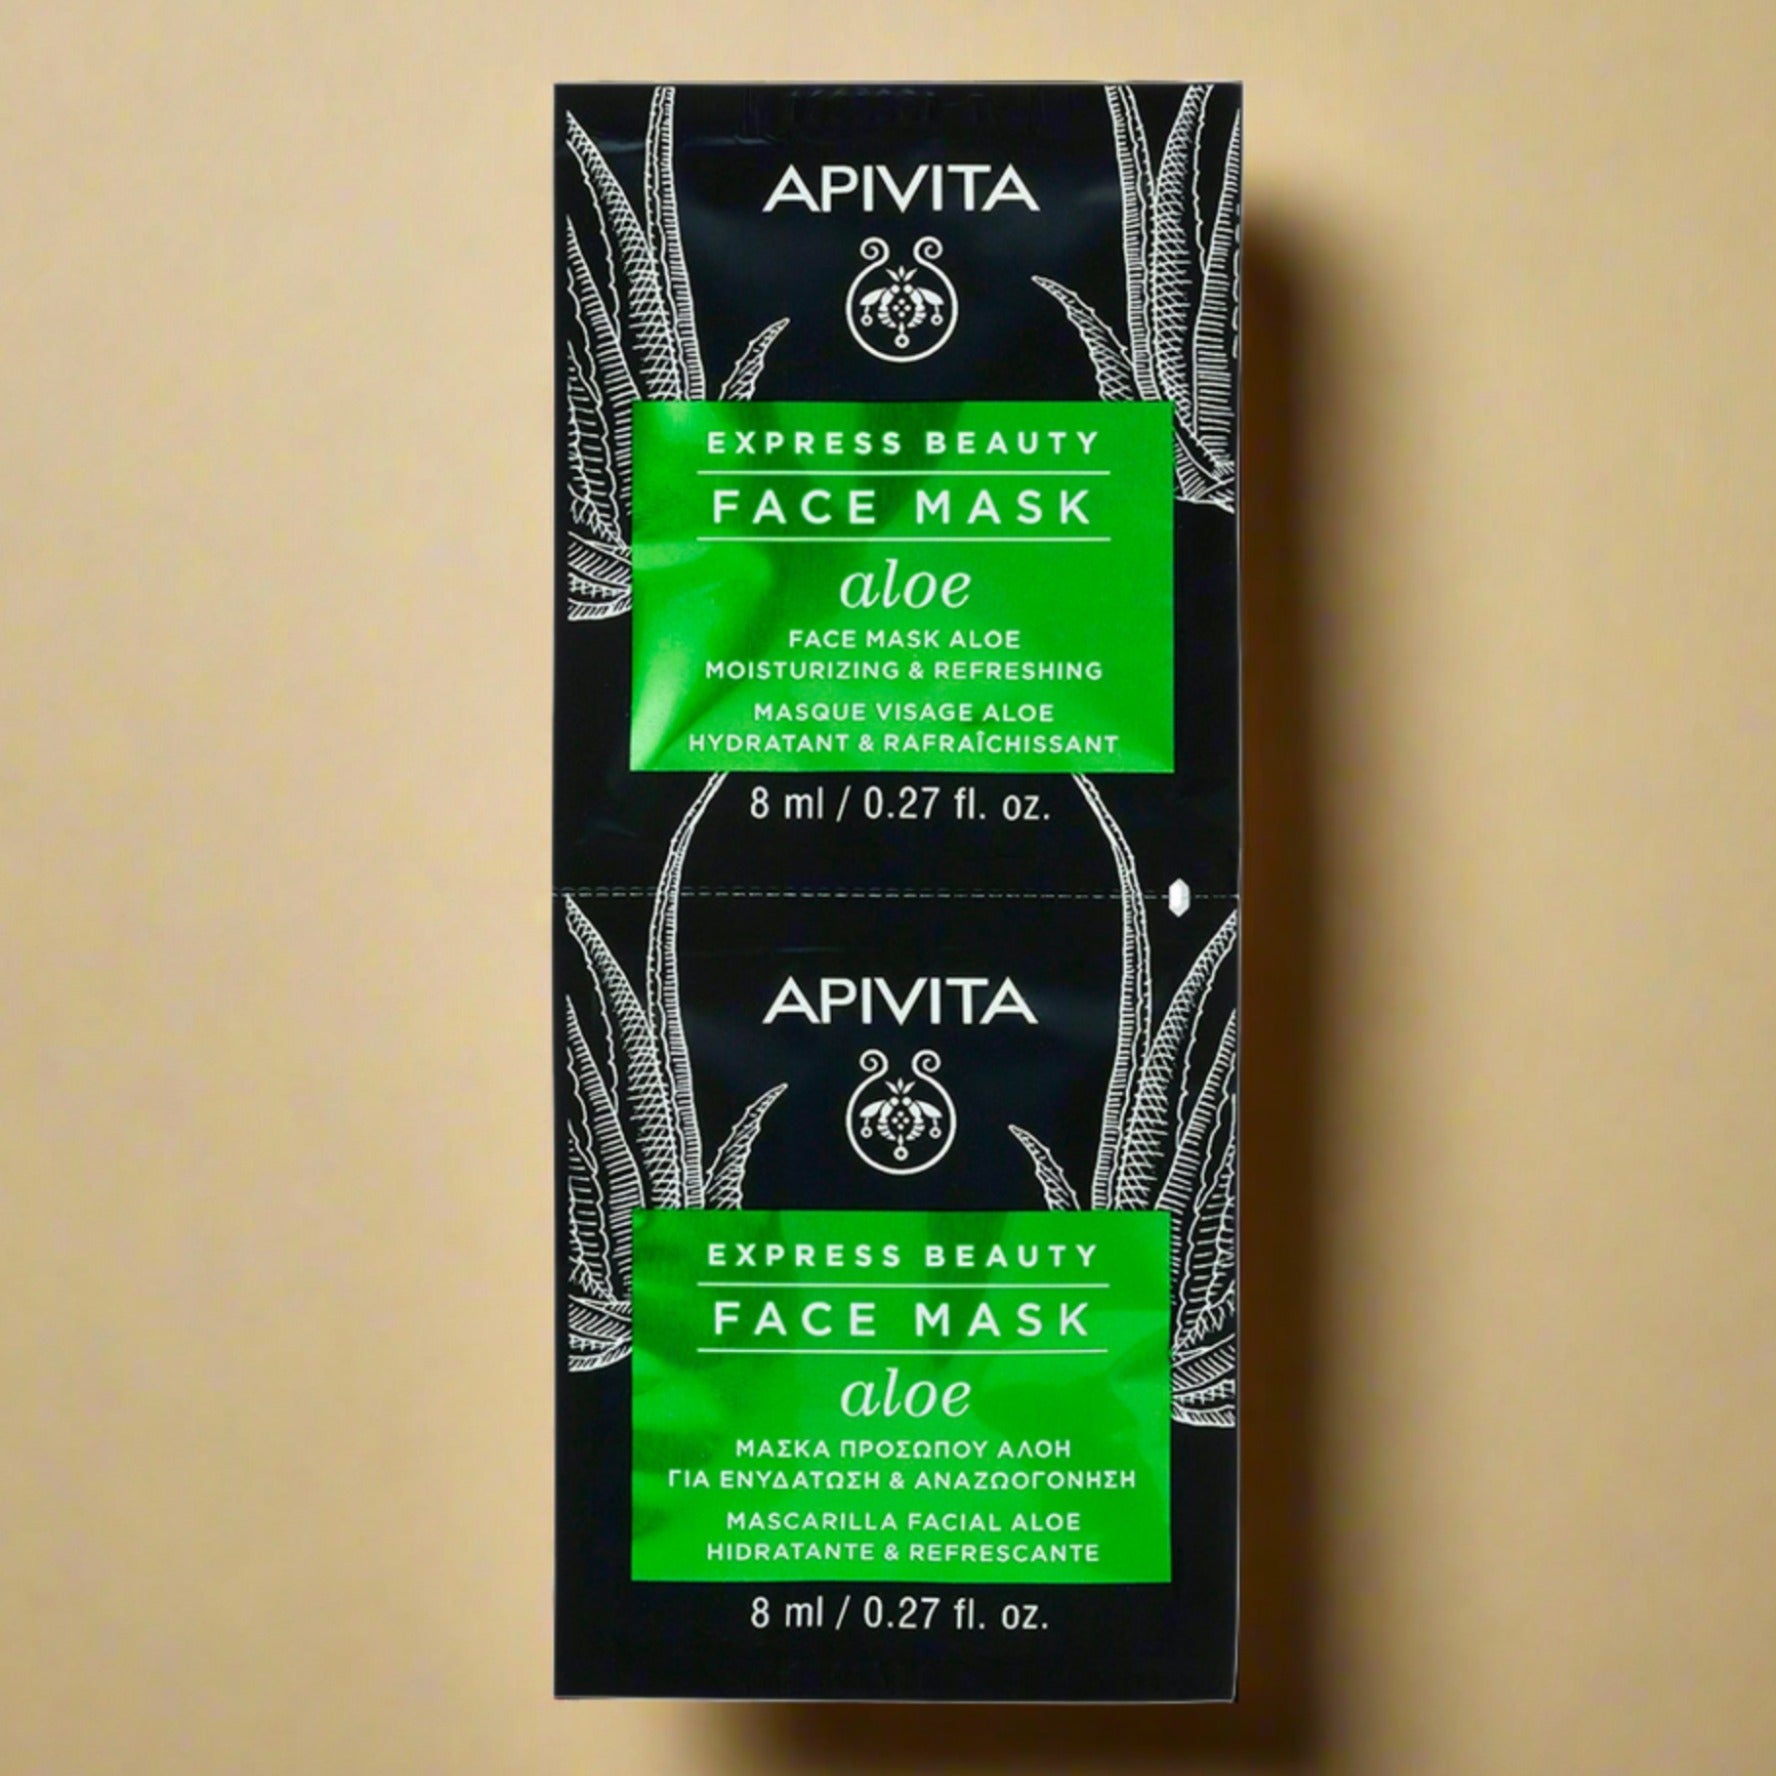 APIVITA
EXPRESS BEAUTY
FACE MASK
aloe
FACE MASK ALOE
MOISTURIZING & REFRESHING
MASQUE VISAGE ALOE
HYDRATANT & RAFRAÎCHISSANT
8 ml / 0.27 fl. oz.
APIVITA
EXPRESS BEAUTY
FACE MASK
aloe
ΜΑΣΚΑ ΠΡΟΣΩΠΟΥ ΑΛΟΗ
ΓΙΑ ΕΝΥΔΑΤΩΣΗ & ΑΝΑΖΩΟΓΟΝΗΣΗ
MASCARILLA FACIAL ALOE
HIDRATANTE & REFRESCANTE
8 ml / 0.27 fl. oz.